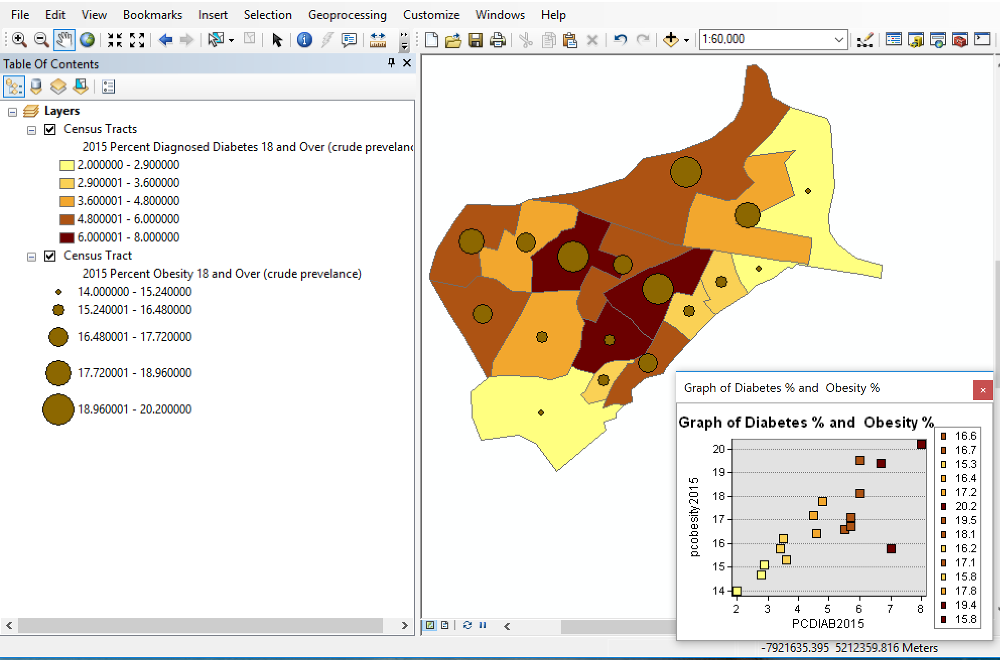 File Edit View Bookmarks Insert Selection Geoprocessing Customize Windows Help
1:60,000
Table Of Contents
Layers
Census Tracts
2015 Percent Diagnosed Diabetes 18 and Over (crude prevelanc
2.000000 - 2.900000
2.900001 - 3.600000
3.600001 - 4.800000
4.800001 - 6.000000
6.000001 - 8.000000
Census Tract
2015 Percent Obesity 18 and Over (crude prevelance)
14.000000 - 15.240000
15.240001 - 16.480000
16.480001 - 17.720000
17.720001 - 18.960000
18.960001 - 20.200000
Graph of Diabetes % and  Obesity %
Graph of Diabetes % and  Obesity %
pcobesity2015
20
19
18
17
16
15
14
2 3 4 5 6 7 8
PCDIAB2015
16.6
16.7
15.3
16.4
17.2
20.2
19.5
18.1
16.2
17.1
15.8
17.8
19.4
15.8
-7921635.395  5212359.816 Meters